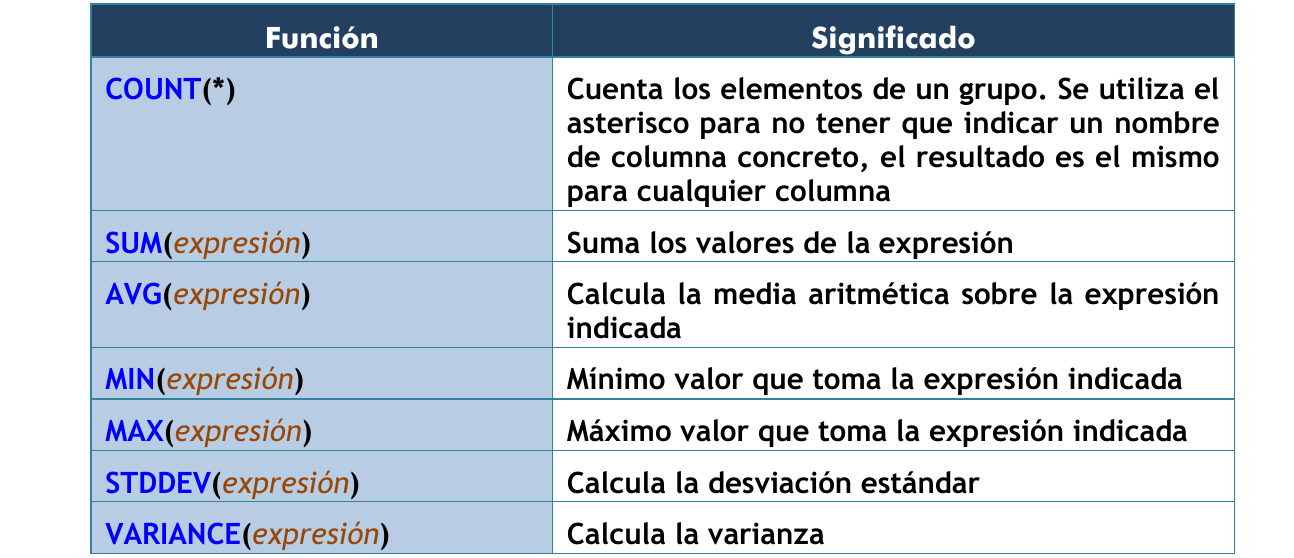 Función Significado
COUNT(*) Cuenta los elementos de un grupo. Se utiliza el
asterisco para no tener que indicar un nombre
de columna concreto, el resultado es el mismo
para cualquier columna
SUM(expresión) Suma los valores de la expresión
AVG(expresión) Calcula la media aritmética sobre la expresión
indicada
MIN(expresión) Mínimo valor que toma la expresión indicada
MAX(expresión) Máximo valor que toma la expresión indicada
STDDEV(expresión) Calcula la desviación estándar
VARIANCE(expresión) Calcula la varianza